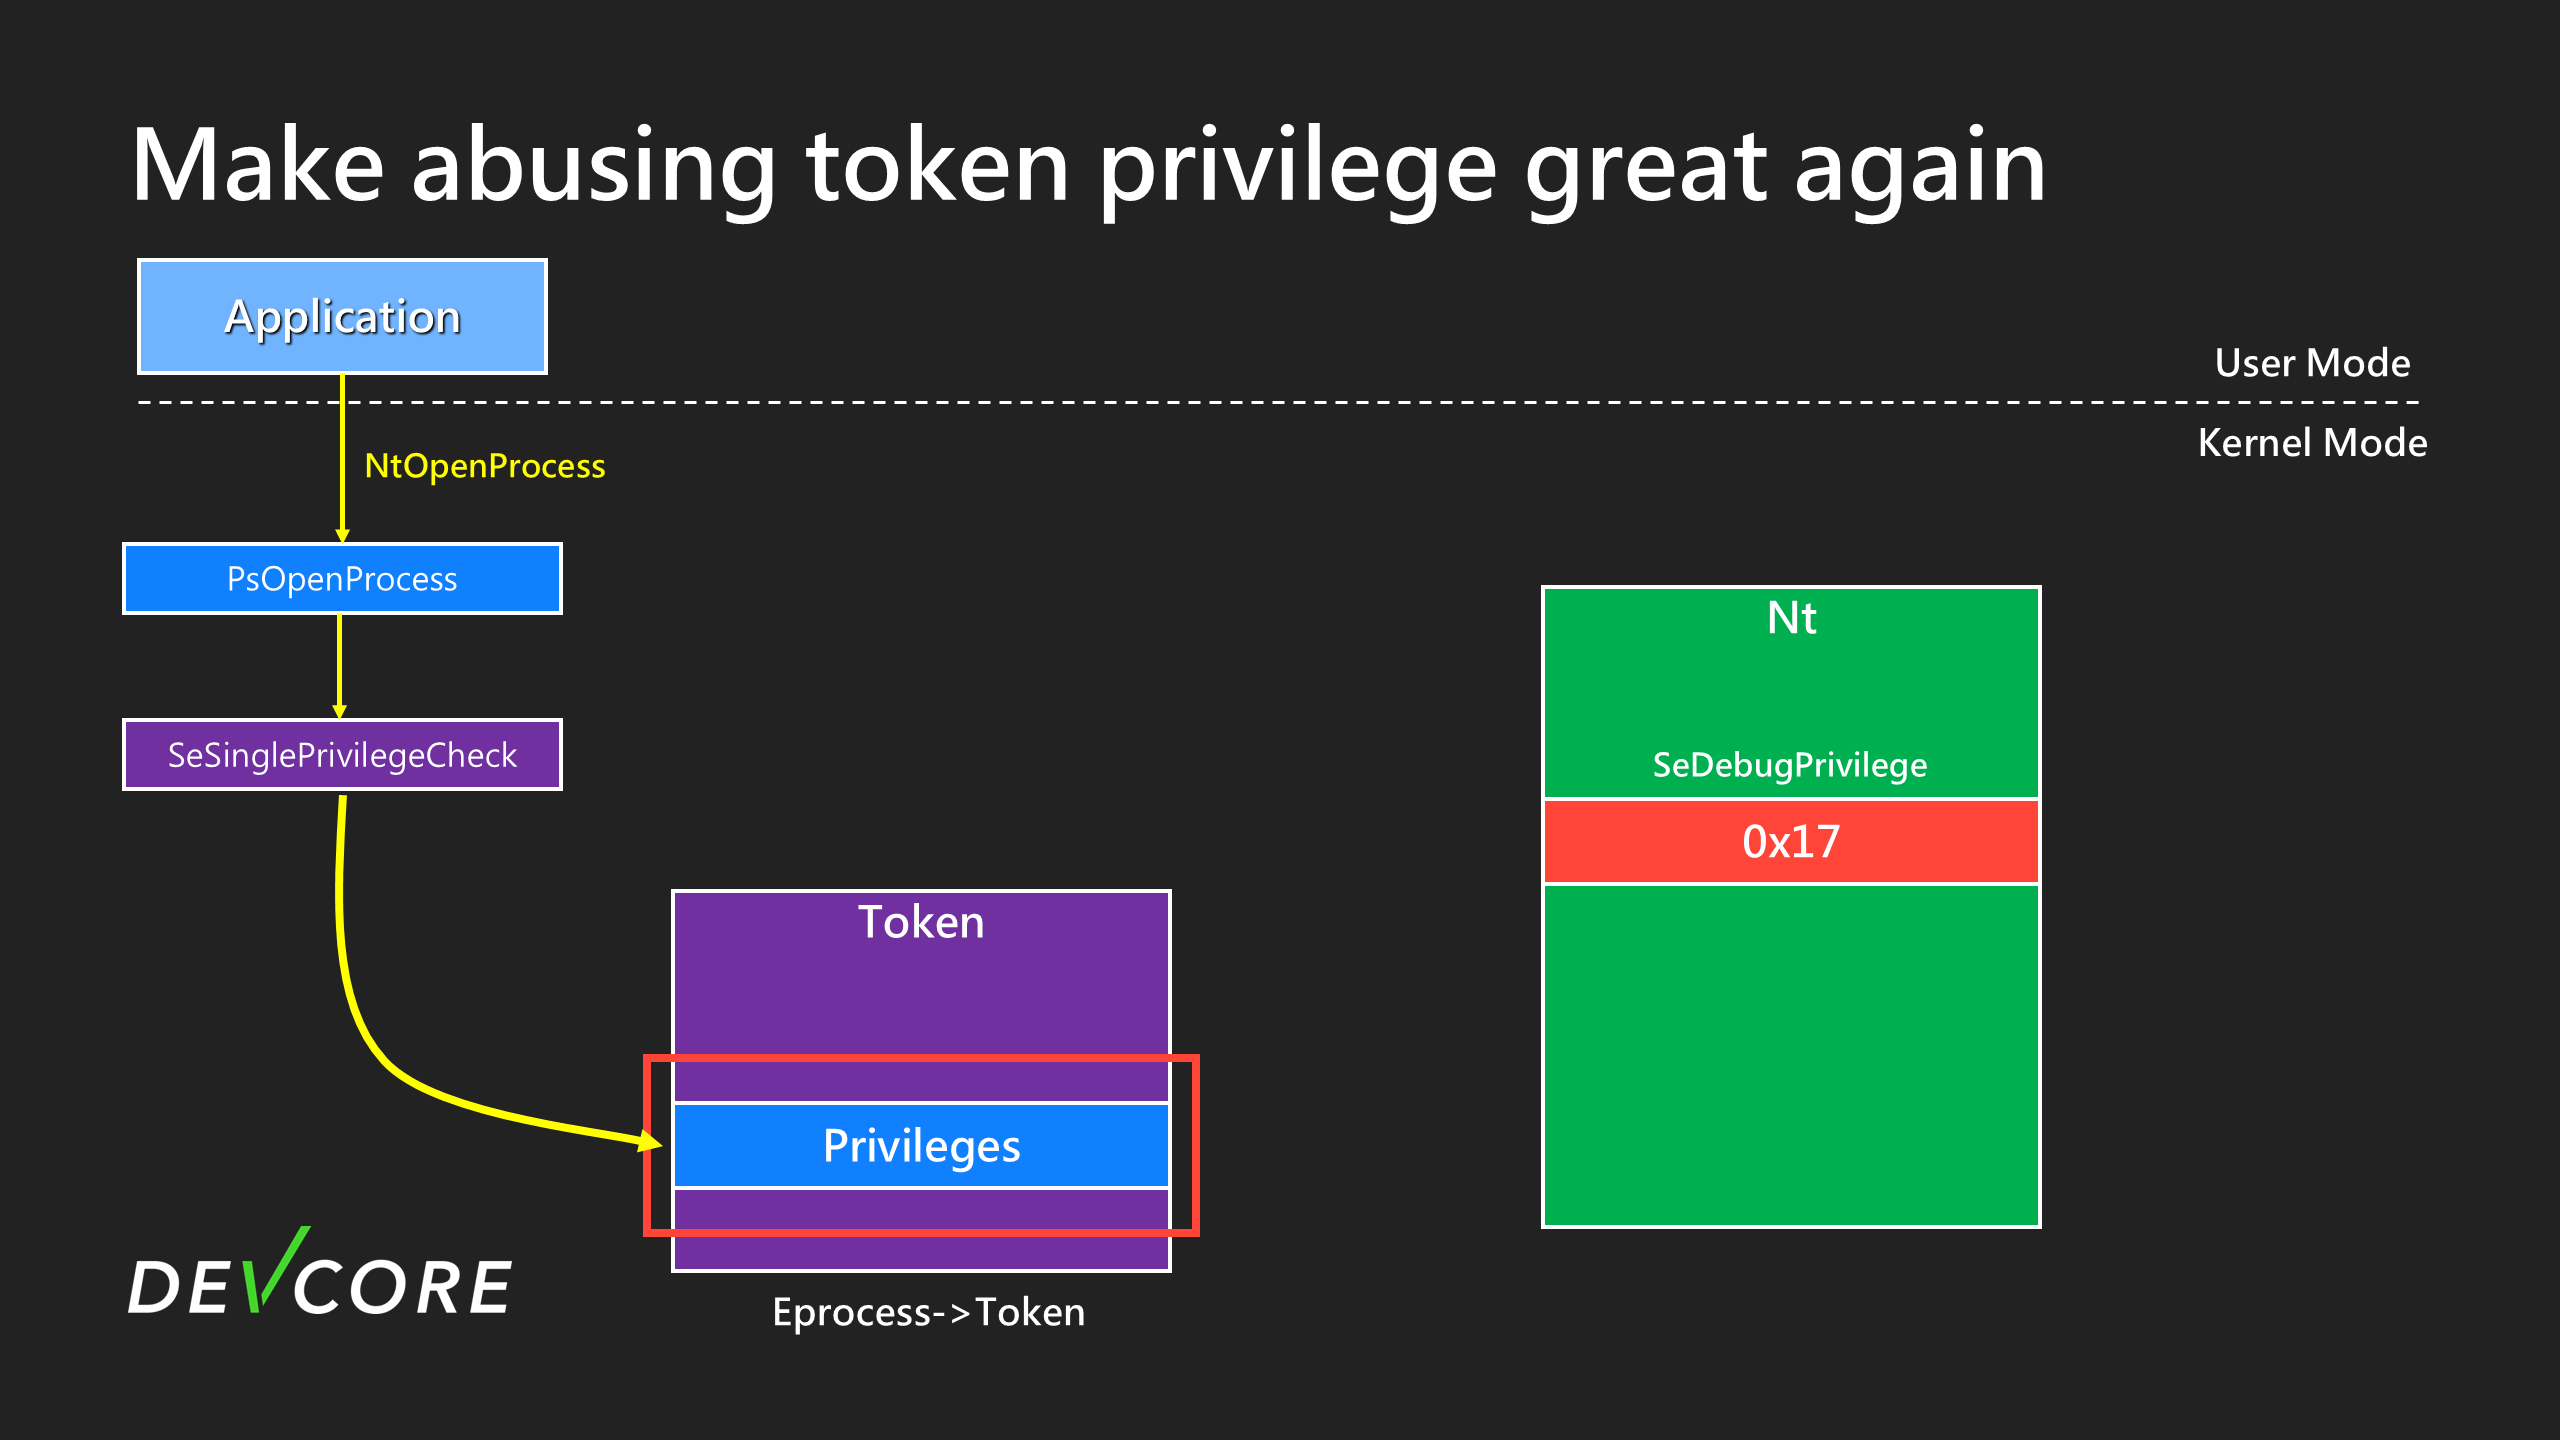 Make abusing token privilege great again
Application
User Mode
Kernel Mode
NtOpenProcess
PsOpenProcess
Nt
SeSinglePrivilegeCheck
SeDebugPrivilege
0x17
Token
Privileges
DEVCORE
Eprocess->Token